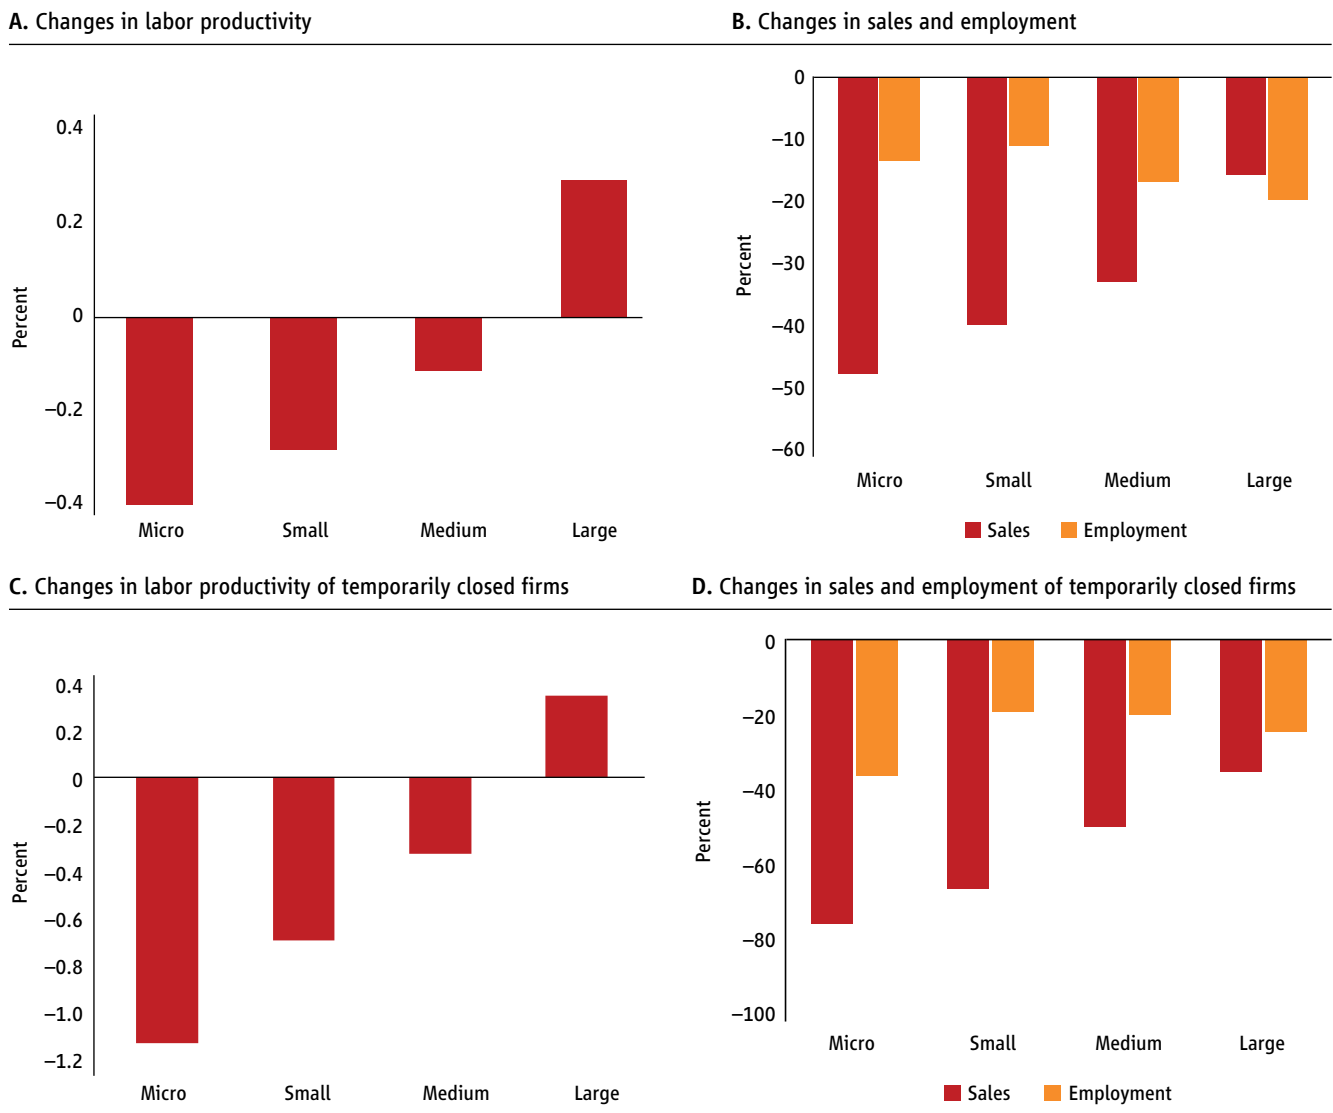 A. Changes in labor productivity
0.4
0.2
0
–0.2
–0.4
Percent
Micro Small Medium Large
B. Changes in sales and employment
0
–10
–20
–30
–40
–50
–60
Percent
Micro Small Medium Large
Sales Employment
C. Changes in labor productivity of temporarily closed firms
0.4
0.2
0
–0.2
–0.4
–0.6
–0.8
–1.0
–1.2
Percent
Micro Small Medium Large
D. Changes in sales and employment of temporarily closed firms
0
–20
–40
–60
–80
–100
Percent
Micro Small Medium Large
Sales Employment